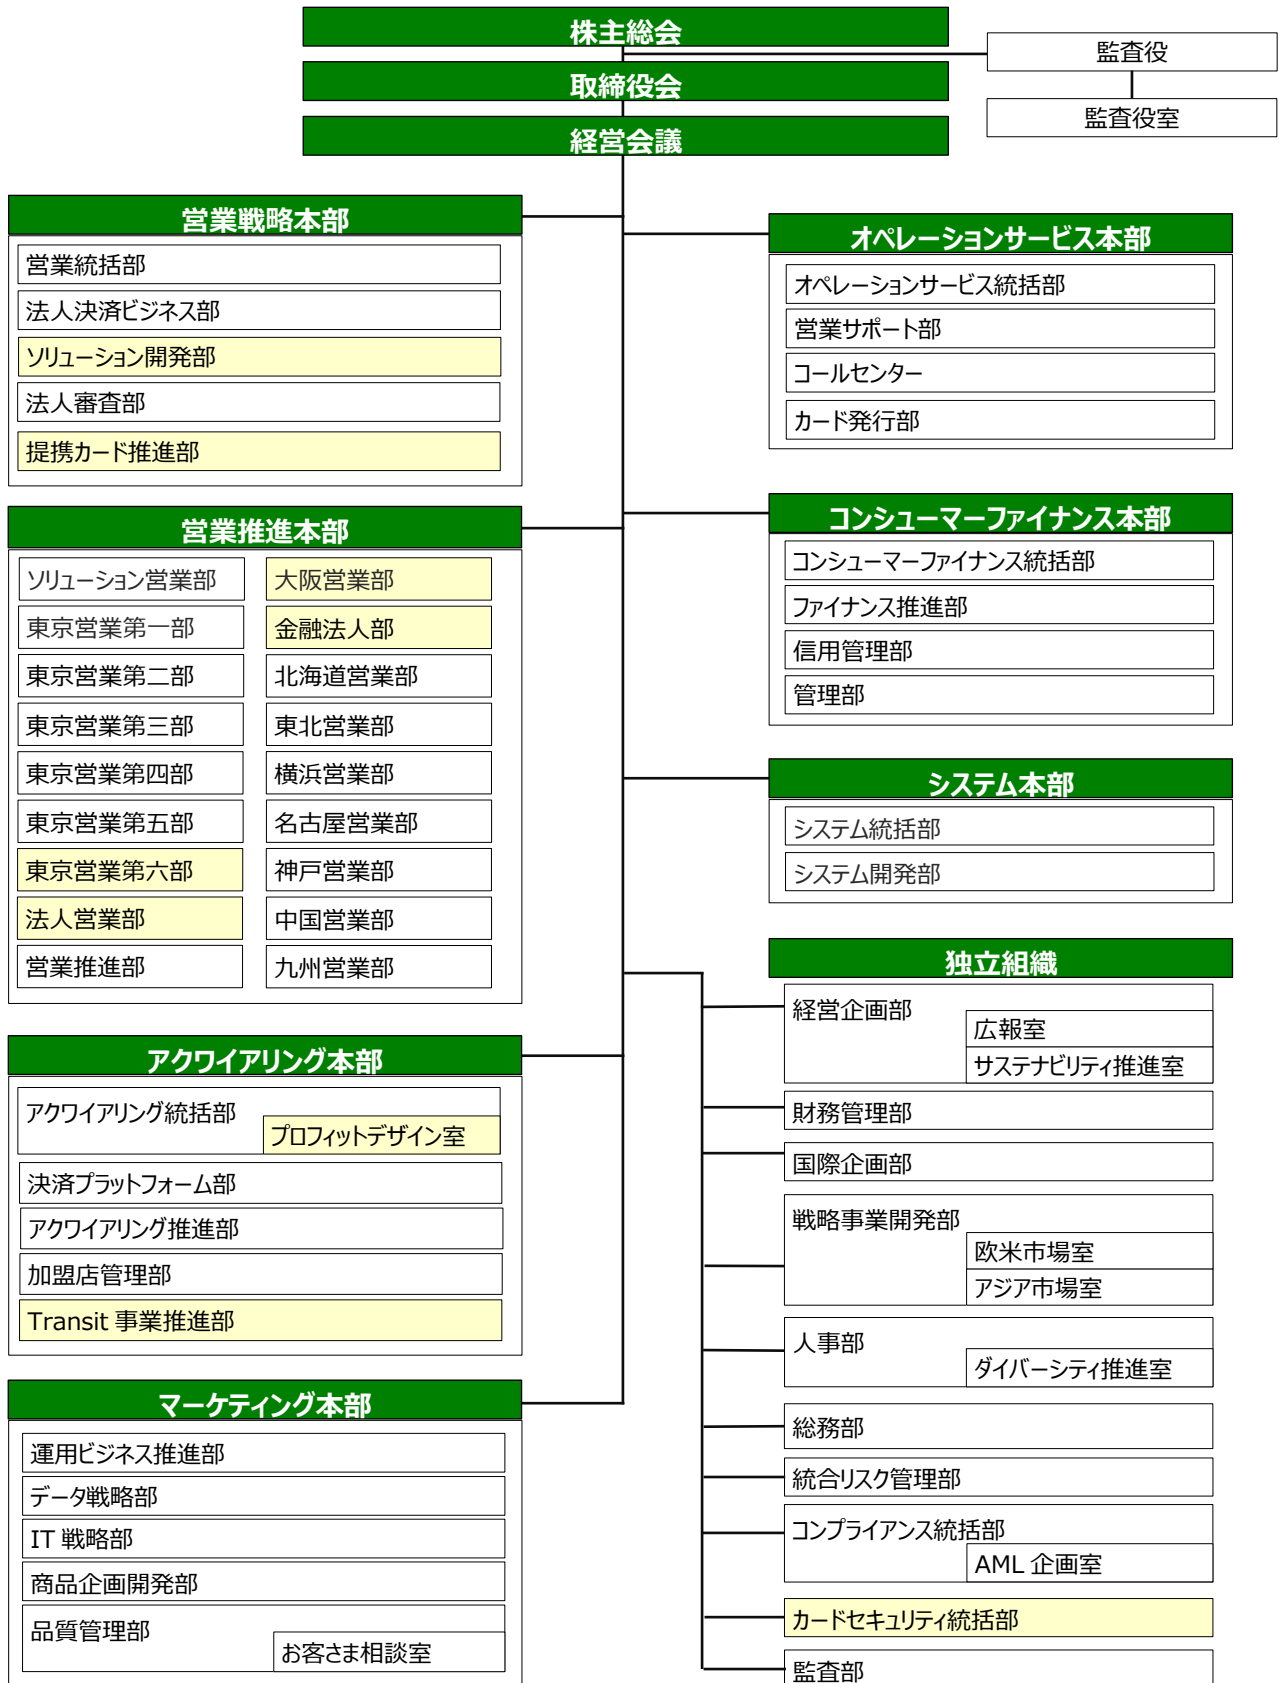 株主総会
監査役
取締役会
監査役室
経営会議
営業戦略本部
営業統括部
法人決済ビジネス部
ソリューション開発部
法人審査部
提携カード推進部
営業推進本部
ソリューション営業部
大阪営業部
東京営業第一部
金融法人部
東京営業第二部
北海道営業部
東京営業第三部
東北営業部
東京営業第四部
横浜営業部
東京営業第五部
名古屋営業部
東京営業第六部
神戸営業部
法人営業部
中国営業部
営業推進部
九州営業部
アクワイアリング本部
アクワイアリング統括部
プロフィットデザイン室
決済プラットフォーム部
アクワイアリング推進部
加盟店管理部
Transit 事業推進部
マーケティング本部
運用ビジネス推進部
データ戦略部
IT 戦略部
商品企画開発部
品質管理部
お客さま相談室
オペレーションサービス本部
オペレーションサービス統括部
営業サポート部
コールセンター
カード発行部
コンシューマーファイナンス本部
コンシューマーファイナンス統括部
ファイナンス推進部
信用管理部
管理部
システム本部
システム統括部
システム開発部
独立組織
経営企画部
広報室
サステナビリティ推進室
財務管理部
国際企画部
戦略事業開発部
欧米市場室
アジア市場室
人事部
ダイバーシティ推進室
総務部
統合リスク管理部
コンプライアンス統括部
AML 企画室
カードセキュリティ統括部
監査部